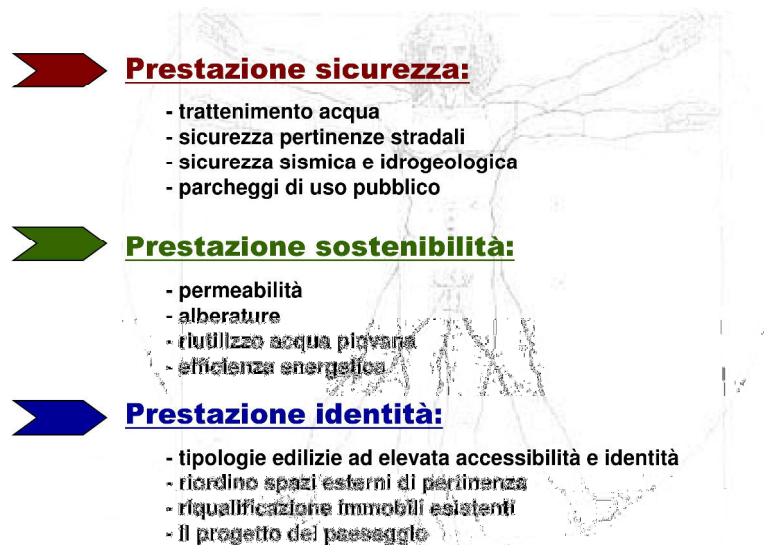 Prestazione sicurezza:
- trattenimento acqua
- sicurezza pertinenze stradali
- sicurezza sismica e idrogeologica
- parcheggi di uso pubblico
Prestazione sostenibilità:
- permeabilità
- alberature
- riutilizzo acqua piovana
- efficienza energetica
Prestazione identità:
- tipologie edilizie ad elevata accessibilità e identità
- riordino spazi esterni di pertinenza
- riqualificazione immobili esistenti
- il progetto del paesaggio